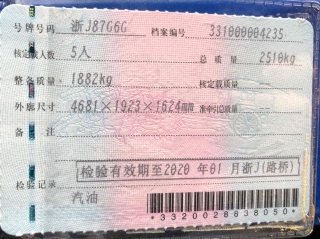 号牌号码 浙J87G6G 档案编号 331000004235
核定载人数 5人 总质量 2510kg
整备质量 1882kg 核定载质量
外廓尺寸 4681×1923×1624mm 准牵引总质量
备注
检验有效期至2020年01月浙J(路桥)
检验记录
汽油
*3320028838050*